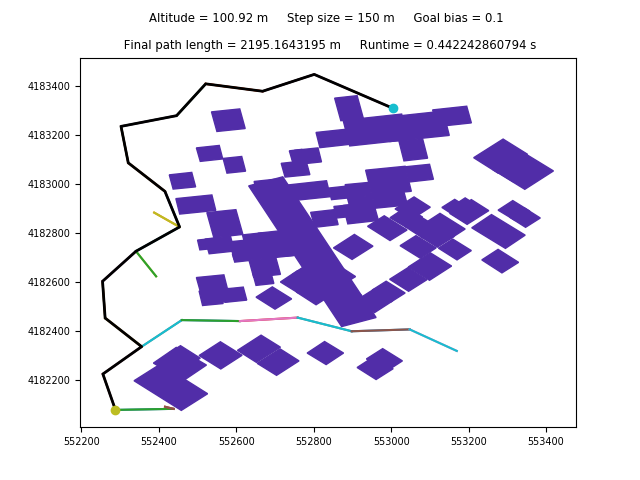 Altitude = 100.92 m     Step size = 150 m     Goal bias = 0.1
Final path length = 2195.1643195 m     Runtime = 0.442242860794 s
4183400
4183200
4183000
4182800
4182600
4182400
4182200
552200 552400 552600 552800 553000 553200 553400